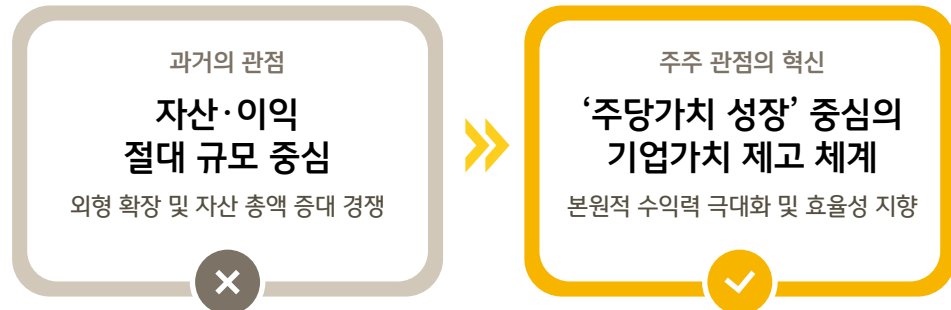 과거의 관점
자산·이익
절대 규모 중심
외형 확장 및 자산 총액 증대 경쟁
주주 관점의 혁신
‘주당가치 성장’ 중심의
기업가치 제고 체계
본원적 수익력 극대화 및 효율성 지향